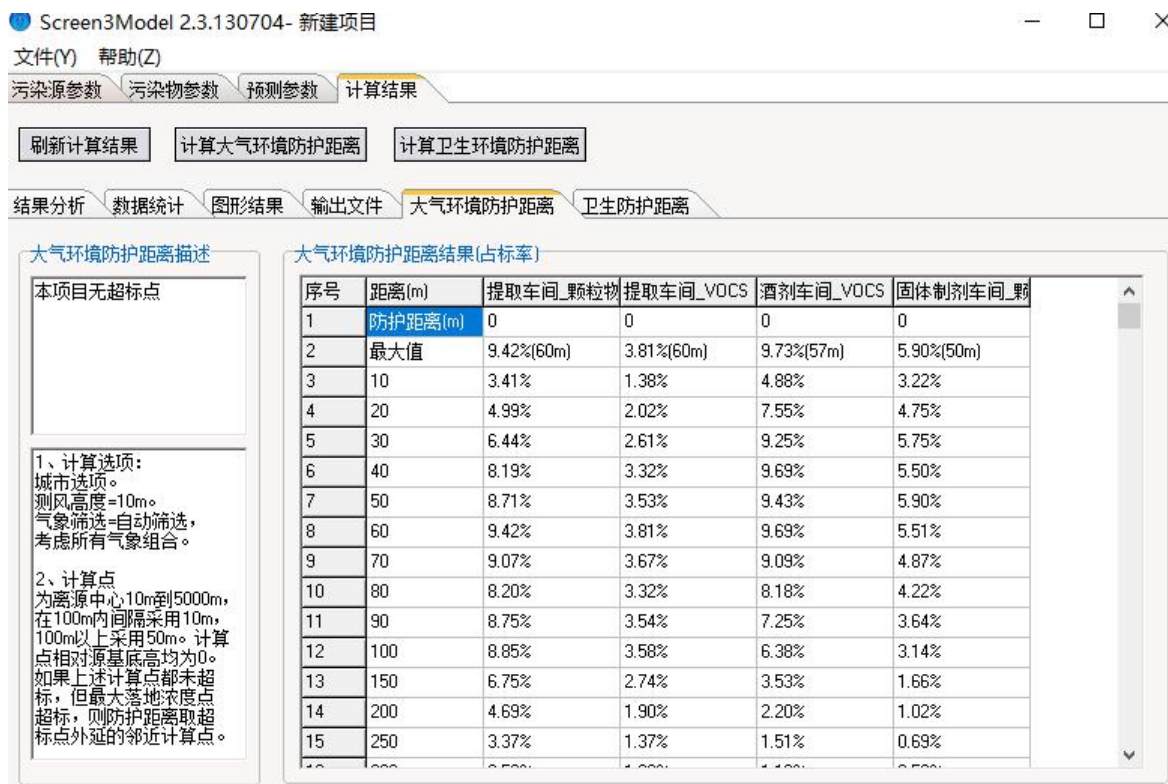 Screen3Model 2.3.130704- 新建项目
文件(Y) 帮助(Z)
污染源参数 污染物参数 预测参数 计算结果
刷新计算结果 计算大气环境防护距离 计算卫生环境防护距离
结果分析 数据统计 图形结果 输出文件 大气环境防护距离 卫生防护距离
大气环境防护距离描述
本项目无超标点
1、计算选项:
城市选项。
测风高度=10m。
气象筛选=自动筛选，
考虑所有气象组合。
2、计算点
为离源中心10m到5000m，
在100m内间隔采用10m，
100m以上采用50m。计算
点相对源基底高均为0。
如果上述计算点都未超
标，但最大落地浓度点
超标，则防护距离取超
标点外延的邻近计算点。
大气环境防护距离结果(占标率)
序号 距离(m) 提取车间_颗粒物 提取车间_VOCS 酒剂车间_VOCS 固体制剂车间_颗
1 防护距离(m) 0 0 0 0
2 最大值 9.42%(60m) 3.81%(60m) 9.73%(57m) 5.90%(50m)
3 10 3.41% 1.38% 4.88% 3.22%
4 20 4.99% 2.02% 7.55% 4.75%
5 30 6.44% 2.61% 9.25% 5.75%
6 40 8.19% 3.32% 9.69% 5.50%
7 50 8.71% 3.53% 9.43% 5.90%
8 60 9.42% 3.81% 9.69% 5.51%
9 70 9.07% 3.67% 9.09% 4.87%
10 80 8.20% 3.32% 8.18% 4.22%
11 90 8.75% 3.54% 7.25% 3.64%
12 100 8.85% 3.58% 6.38% 3.14%
13 150 6.75% 2.74% 3.53% 1.66%
14 200 4.69% 1.90% 2.20% 1.02%
15 250 3.37% 1.37% 1.51% 0.69%